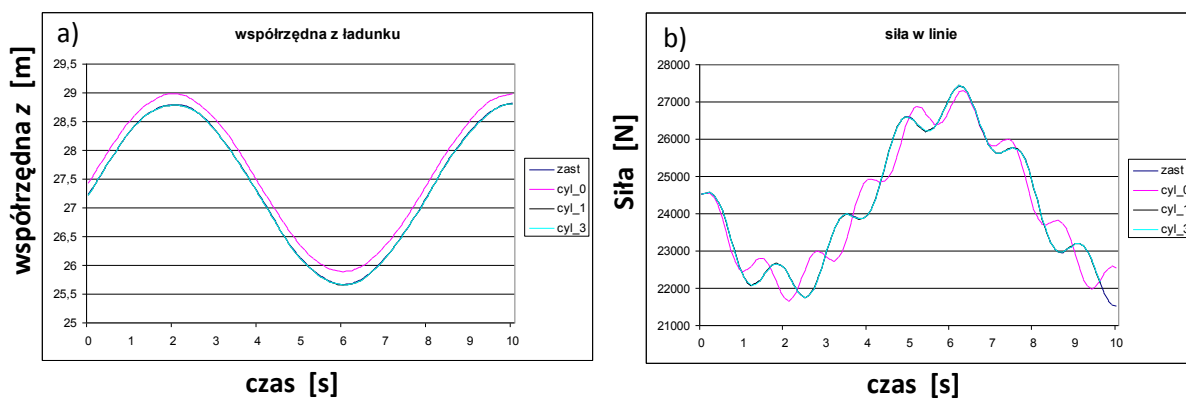 a)
współrzędna z ładunku
współrzędna z [m]
29,5
29
28,5
28
27,5
27
26,5
26
25,5
25
0 1 2 3 4 5 6 7 8 9 10
czas [s]
zast
cyl_0
cyl_1
cyl_3
b)
siła w linie
Siła [N]
28000
27000
26000
25000
24000
23000
22000
21000
0 1 2 3 4 5 6 7 8 9 10
czas [s]
zast
cyl_0
cyl_1
cyl_3